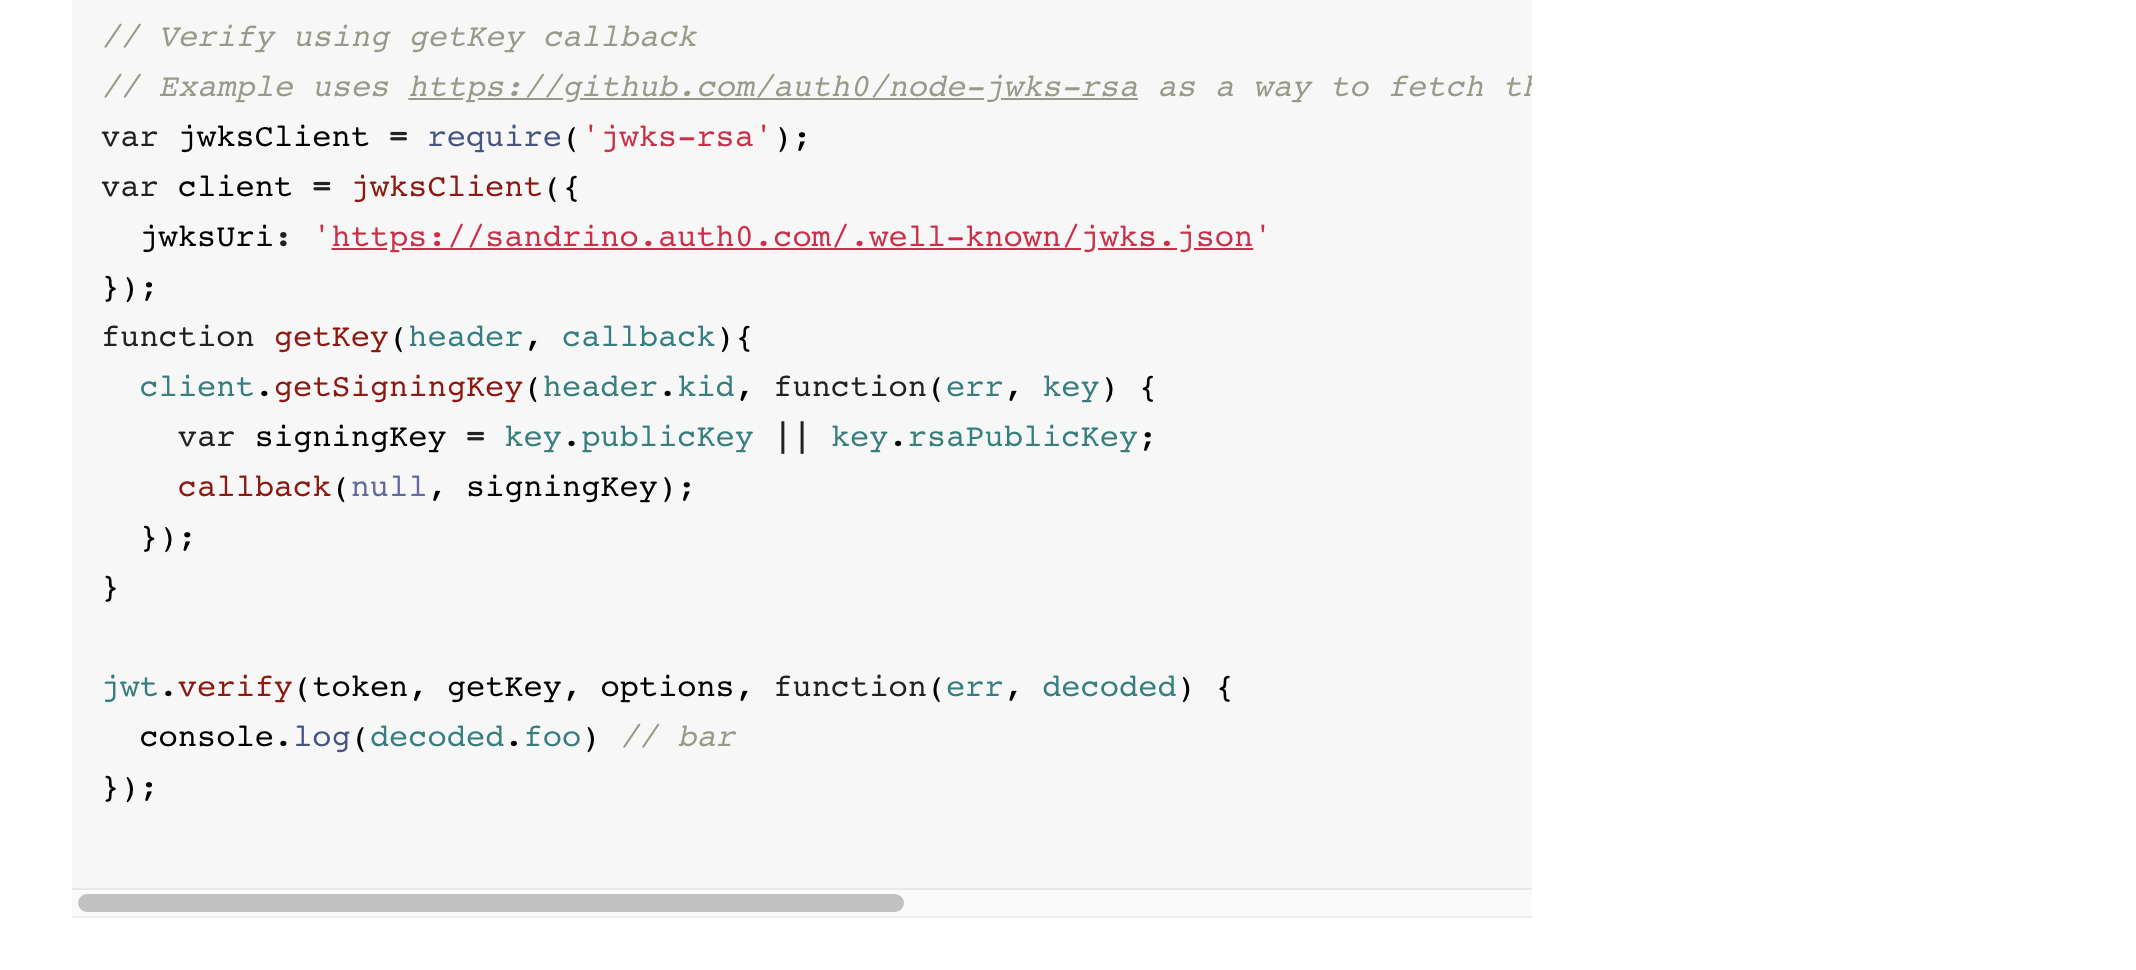 // Verify using getKey callback
// Example uses https://github.com/auth0/node-jwks-rsa as a way to fetch
var jwksClient = require('jwks-rsa');
var client = jwksClient({
  jwksUri: 'https://sandrino.auth0.com/.well-known/jwks.json'
});
function getKey(header, callback){
  client.getSigningKey(header.kid, function(err, key) {
    var signingKey = key.publicKey || key.rsaPublicKey;
    callback(null, signingKey);
  });
}
jwt.verify(token, getKey, options, function(err, decoded) {
  console.log(decoded.foo) // bar
});